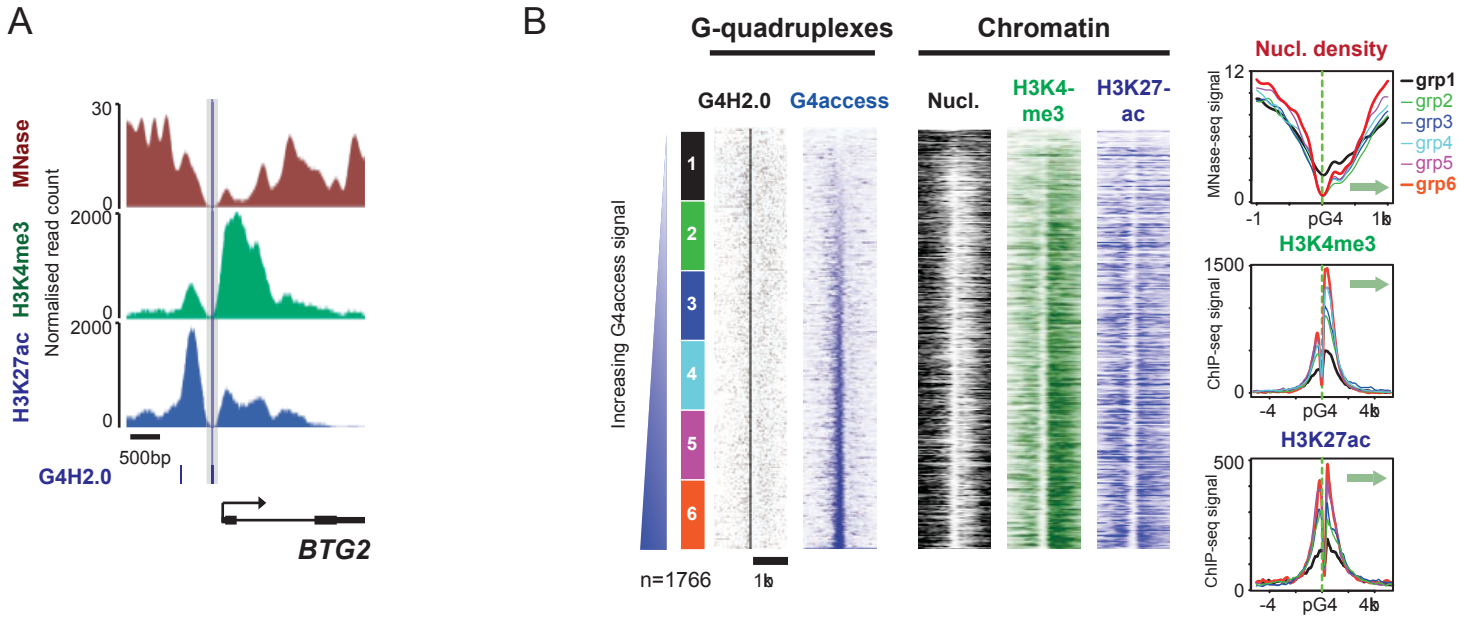 A
30
MNase
0
2000
H3K4me3
Normalised read count
0
2000
H3K27ac
0
500bp
G4H2.0
BTG2
B
G-quadruplexes
Chromatin
G4H2.0
G4access
Nucl.
H3K4-
me3
H3K27-
ac
Increasing G4access signal
1
2
3
4
5
6
n=1766
1kb
Nucl. density
MNase-seq signal
12
0
-1
pG4
1kb
grp1
grp2
grp3
grp4
grp5
grp6
H3K4me3
ChIP-seq signal
1500
0
-4
pG4
4kb
H3K27ac
ChIP-seq signal
500
0
-4
pG4
4kb